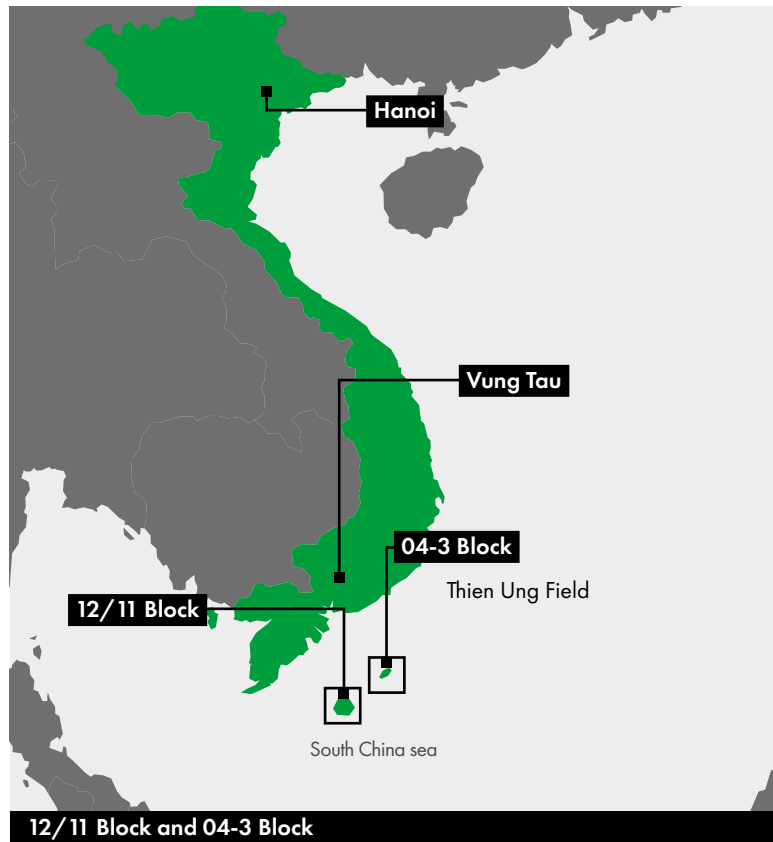 Hanoi
Vung Tau
04-3 Block
Thien Ung Field
12/11 Block
South China sea
12/11 Block and 04-3 Block